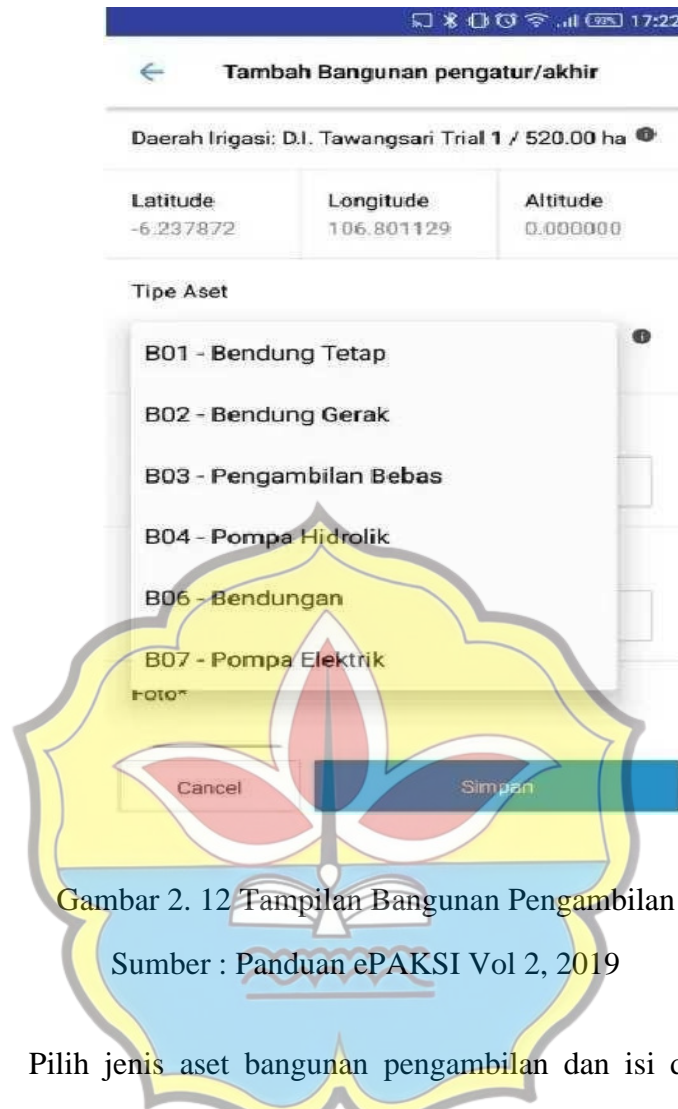 93% 17:22
Tambah Bangunan pengatur/akhir
Daerah Irigasi: D.I. Tawangsari Trial 1 / 520.00 ha
Latitude Longitude Altitude
-6.237872 106.801129 0.000000
Tipe Aset
B01 - Bendung Tetap
B02 - Bendung Gerak
B03 - Pengambilan Bebas
B04 - Pompa Hidrolik
B06 - Bendungan
B07 - Pompa Elektrik
Foto*
Cancel Simpan
Gambar 2. 12 Tampilan Bangunan Pengambilan
Sumber : Panduan ePAKSI Vol 2, 2019
Pilih jenis aset bangunan pengambilan dan isi